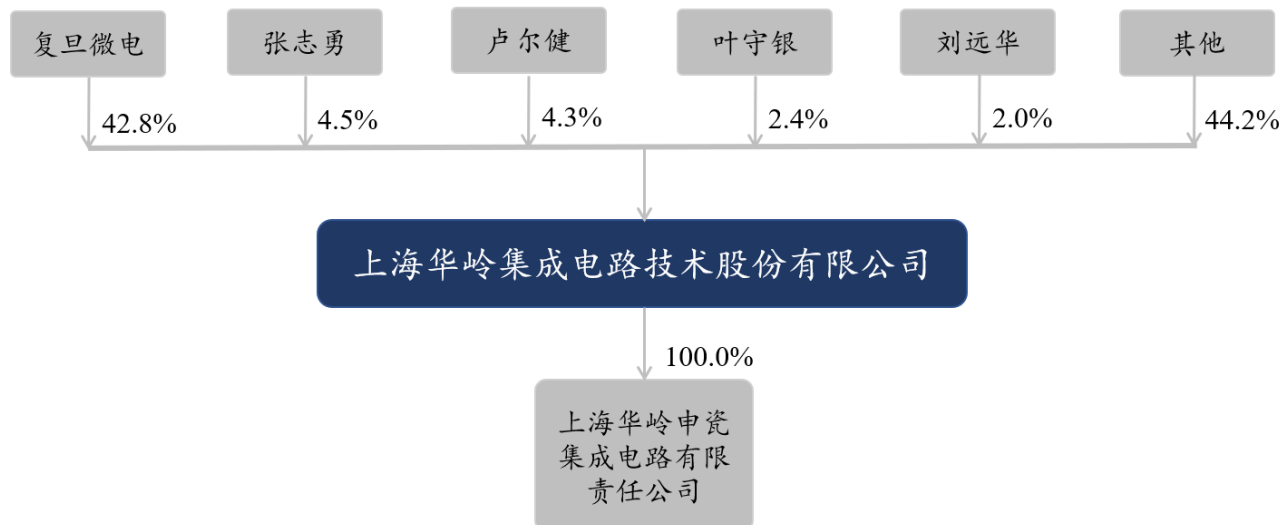 复旦微电
张志勇
卢尔健
叶守银
刘远华
其他
42.8%
4.5%
4.3%
2.4%
2.0%
44.2%
上海华岭集成电路技术股份有限公司
100.0%
上海华岭申瓷
集成电路有限
责任公司